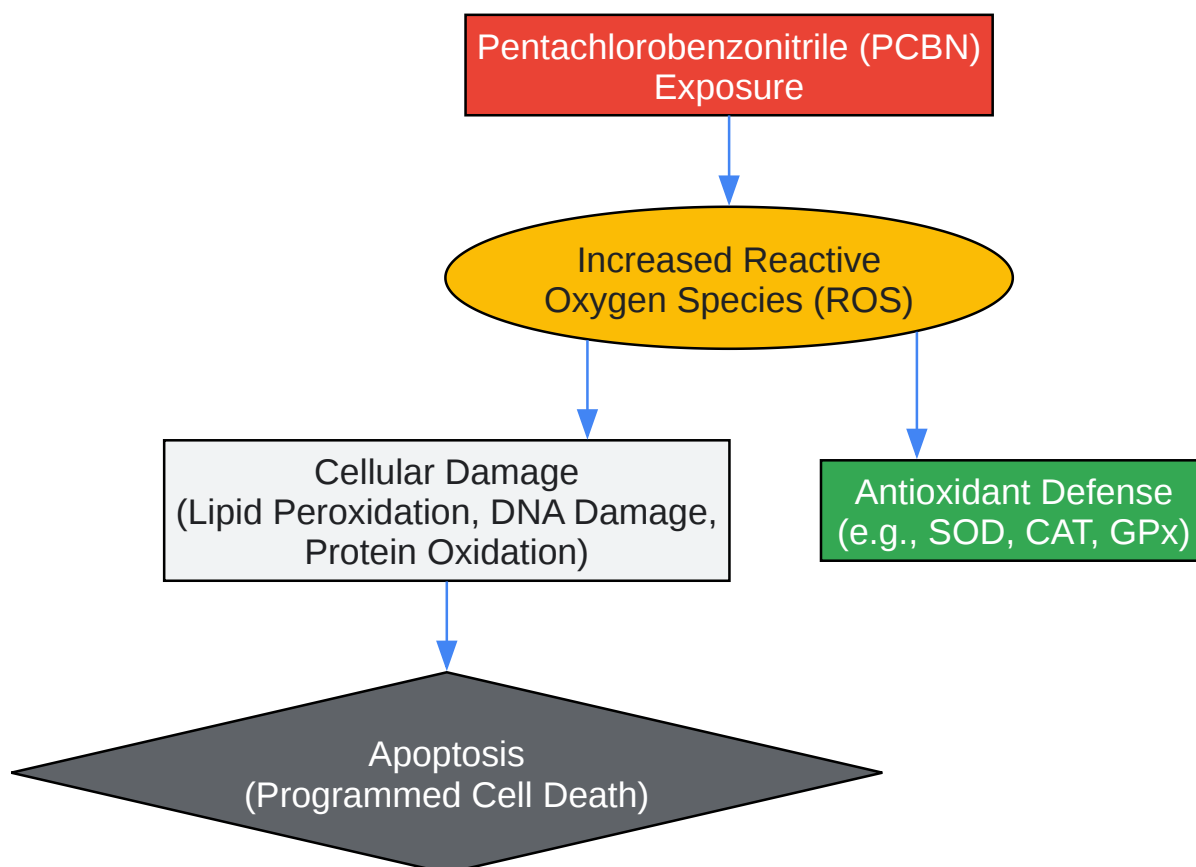 Pentachlorobenzonitrile (PCBN)
Exposure
Increased Reactive
Oxygen Species (ROS)
Cellular Damage
(Lipid Peroxidation, DNA Damage,
Protein Oxidation)
Antioxidant Defense
(e.g., SOD, CAT, GPx)
Apoptosis
(Programmed Cell Death)